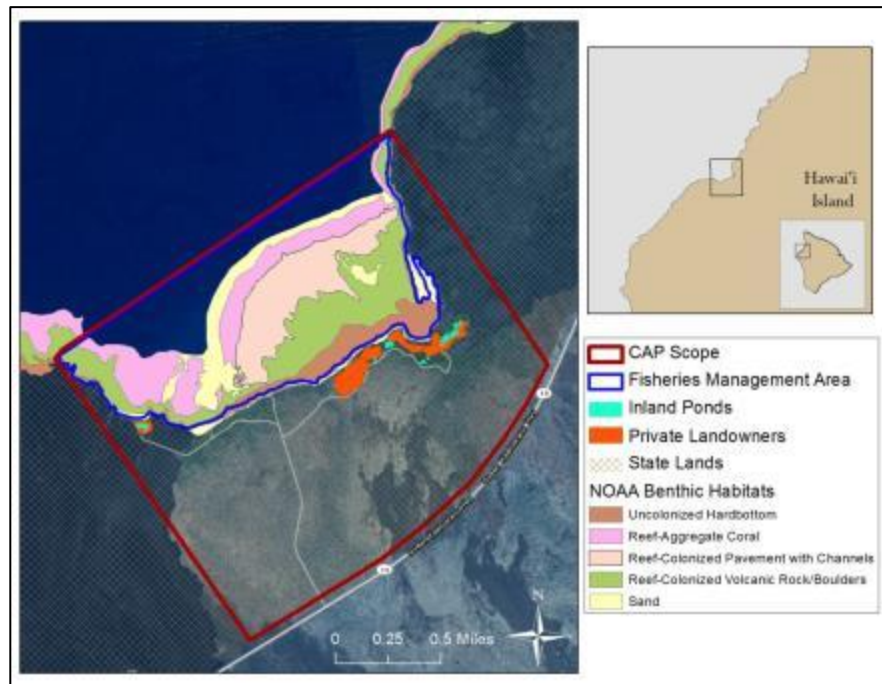 Hawai'i
Island
CAP Scope
Fisheries Management Area
Inland Ponds
Private Landowners
State Lands
NOAA Benthic Habitats
Uncolonized Hardbottom
Reef-Aggregate Coral
Reef-Colonized Pavement with Channels
Reef-Colonized Volcanic Rock/Boulders
Sand
N
0 0.25 0.5 Miles